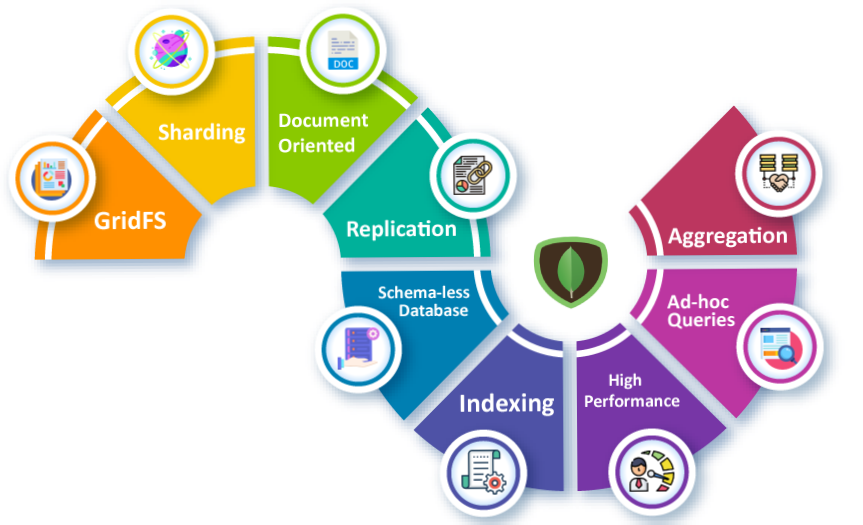 GridFS
Sharding
Document
Oriented
DOC
Replication
Schema-less
Database
Indexing
High
Performance
Ad-hoc
Queries
Aggregation